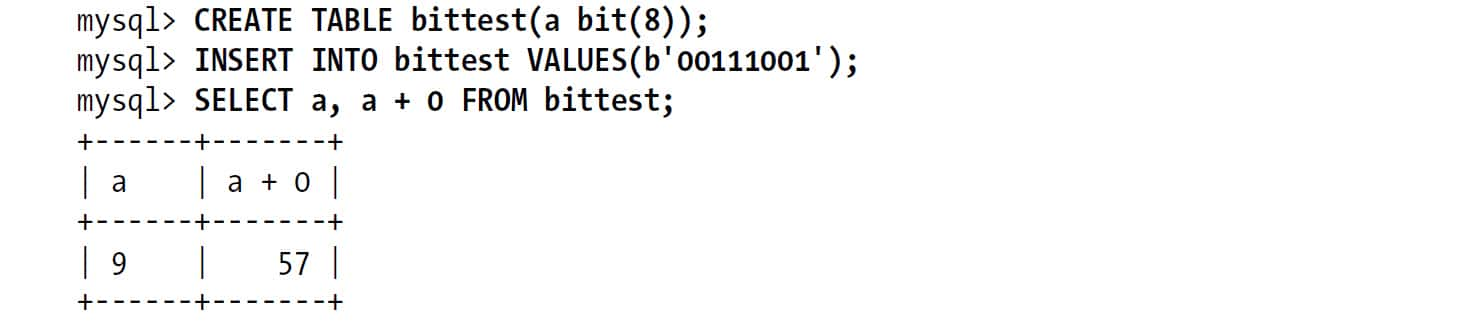 mysql> CREATE TABLE bittest(a bit(8));
mysql> INSERT INTO bittest VALUES(b'00111001');
mysql> SELECT a, a + 0 FROM bittest;
+------+-------+
| a    | a + 0 |
+------+-------+
| 9    |    57 |
+------+-------+